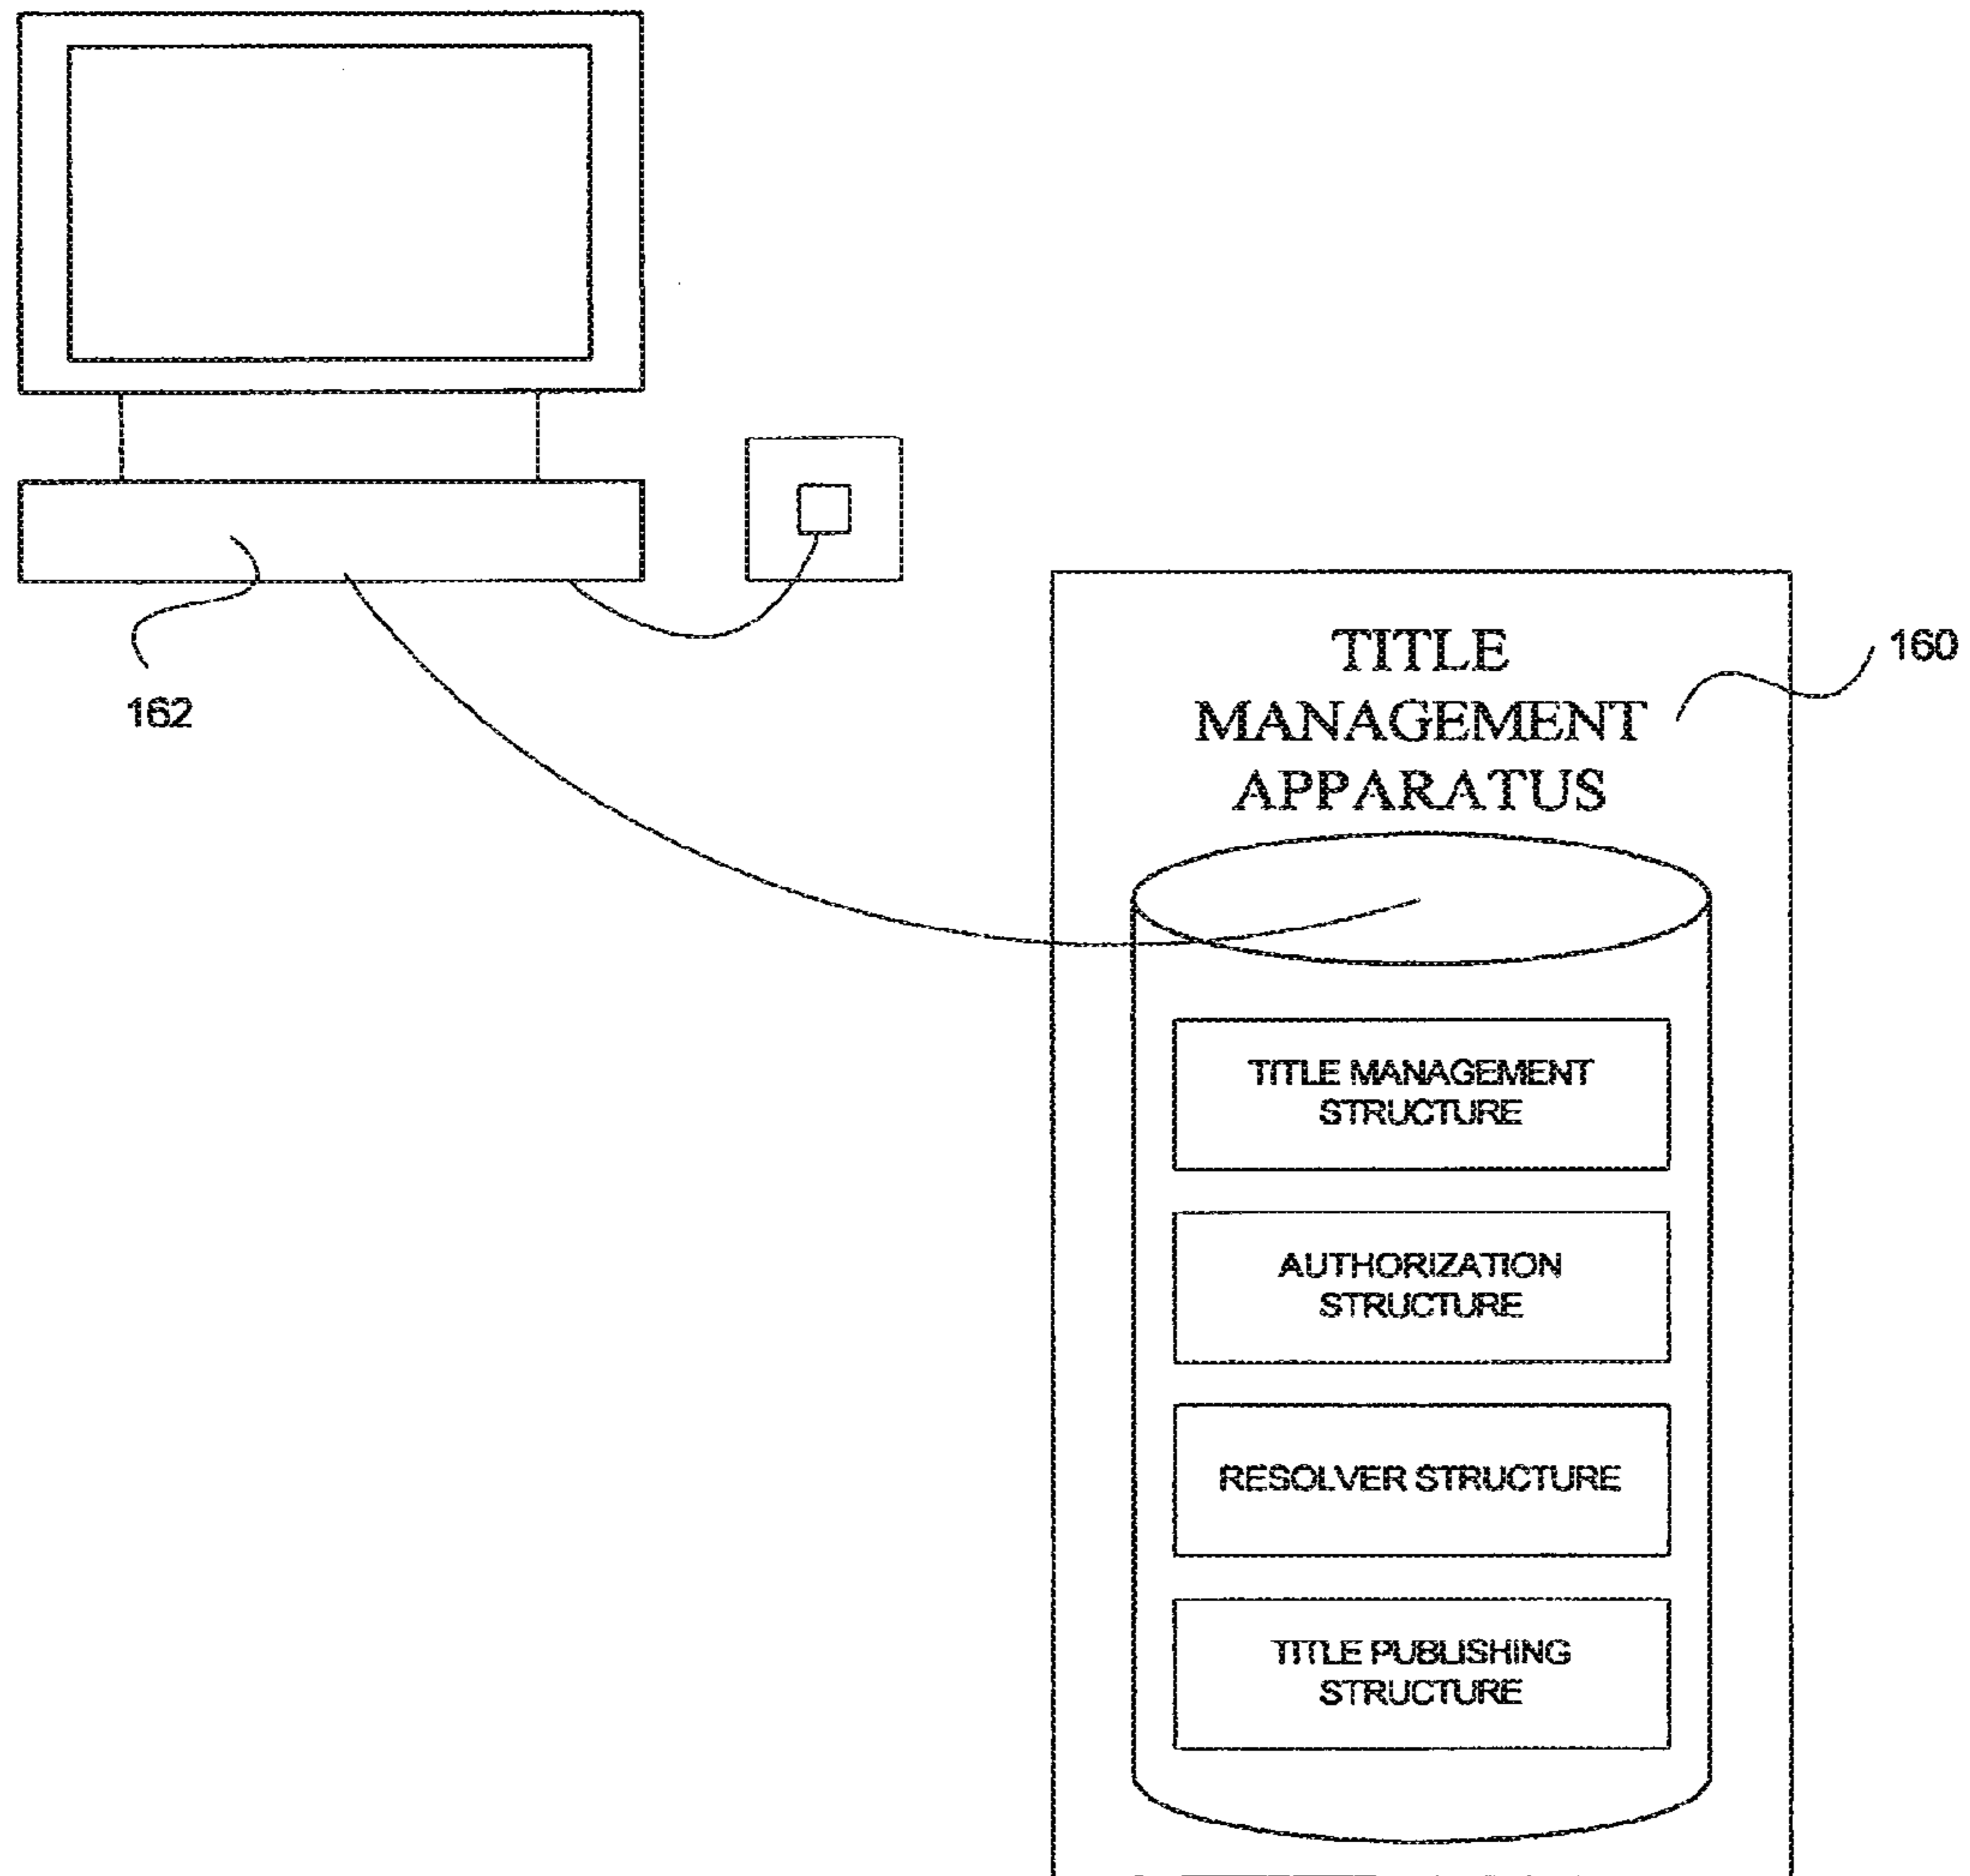 TITLE
MANAGEMENT
APPARATUS
160
162
TITLE MANAGEMENT
STRUCTURE
AUTHORIZATION
STRUCTURE
RESOLVER STRUCTURE
TITLE PUBLISHING
STRUCTURE